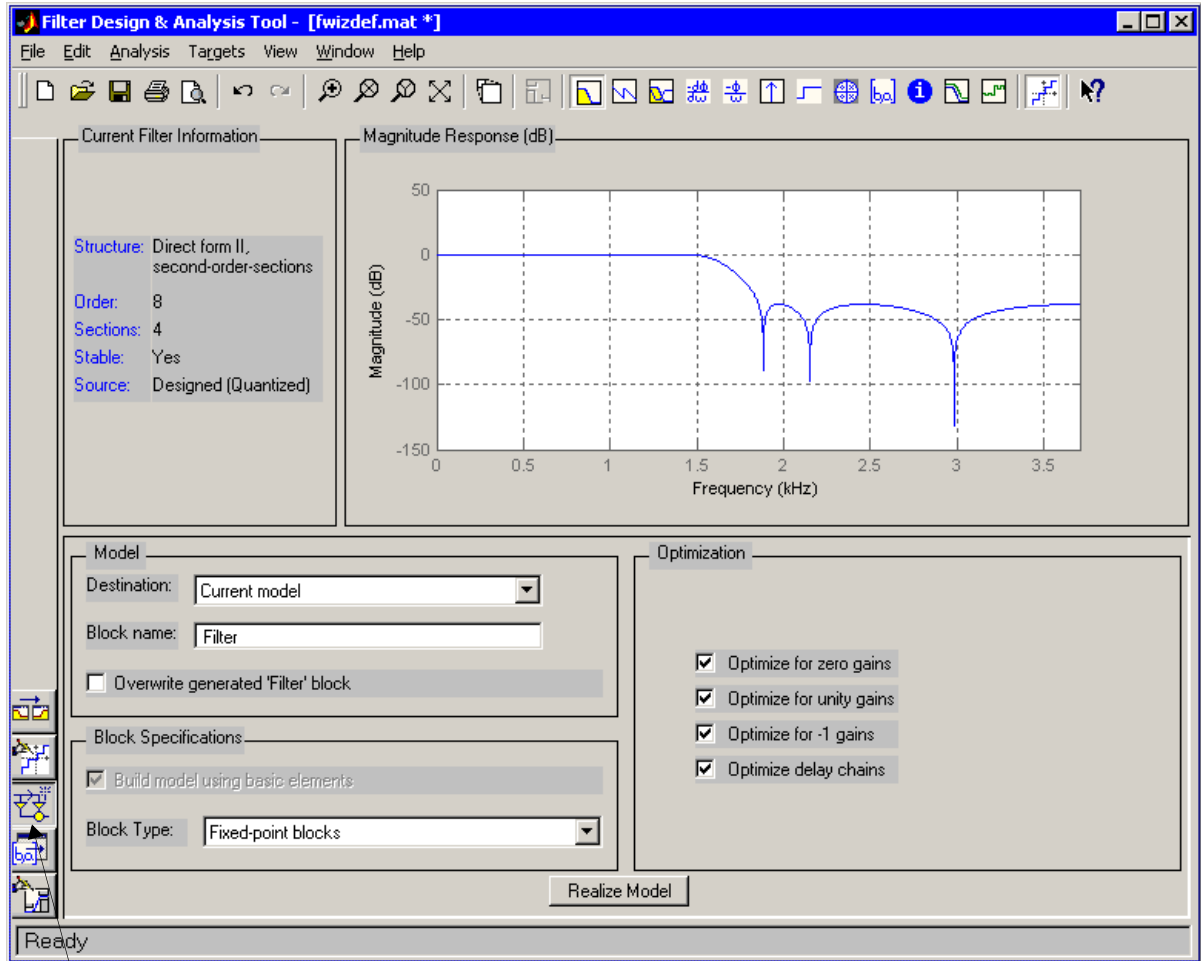 Filter Design & Analysis Tool - [fwizdef.mat *]
File Edit Analysis Targets View Window Help
Current Filter Information
Structure: Direct form II,
second-order-sections
Order: 8
Sections: 4
Stable: Yes
Source: Designed (Quantized)
Magnitude Response (dB)
50
0
-50
-100
-150
Magnitude (dB)
0 0.5 1 1.5 2 2.5 3 3.5
Frequency (kHz)
Model
Destination: Current model
Block name: Filter
Overwrite generated 'Filter' block
Block Specifications
Build model using basic elements
Block Type: Fixed-point blocks
Optimization
Optimize for zero gains
Optimize for unity gains
Optimize for -1 gains
Optimize delay chains
Realize Model
Ready